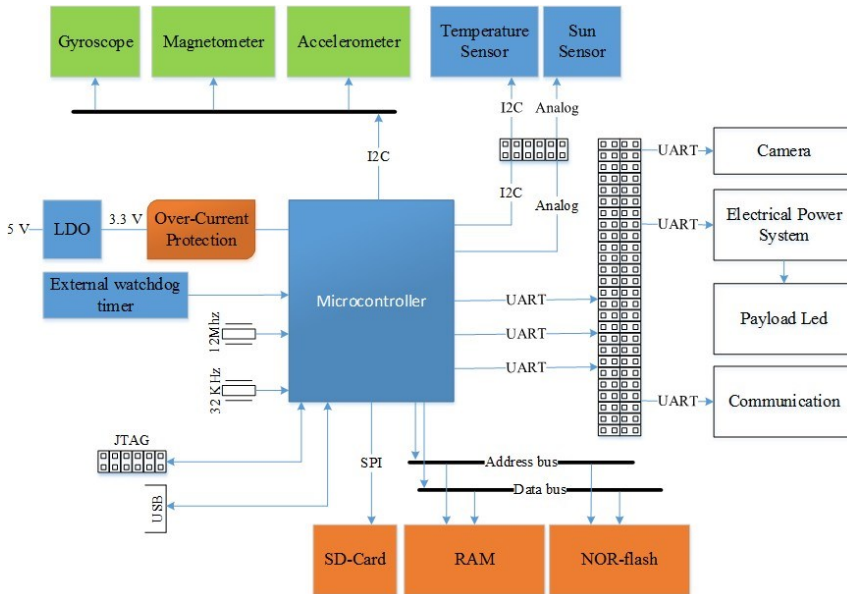 Gyroscope
Magnetometer
Accelerometer
Temperature
Sensor
Sun
Sensor
I2C
Analog
I2C
UART
Camera
I2C
Analog
5 V
LDO
3.3 V
Over-Current
Protection
UART
Electrical Power
System
External watchdog
timer
Microcontroller
UART
12Mhz
UART
Payload Led
UART
32 KHz
UART
Communication
JTAG
SPI
Address bus
Data bus
USB
SD-Card
RAM
NOR-flash